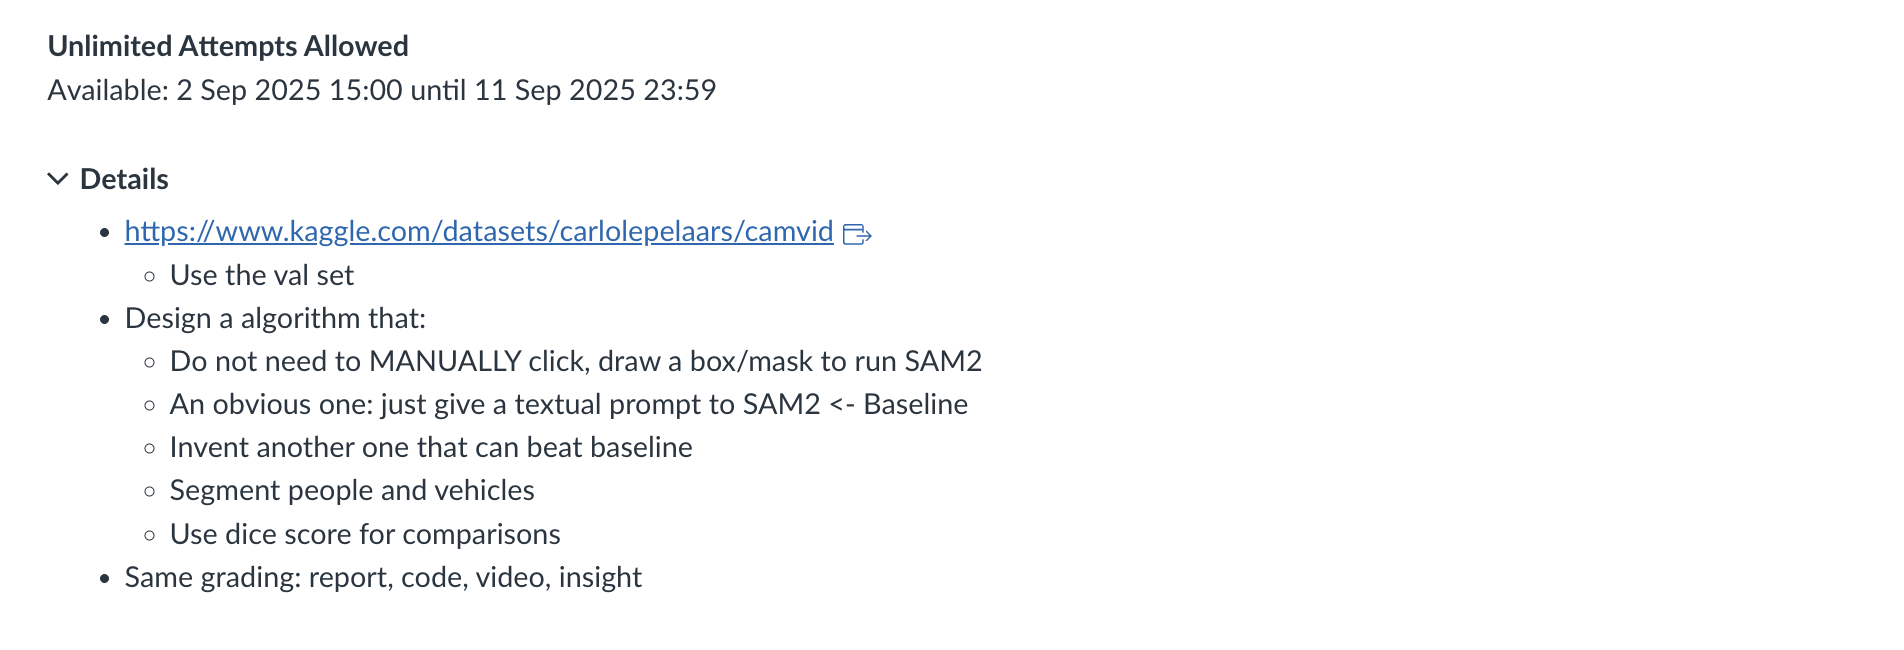 Unlimited Attempts Allowed
Available: 2 Sep 2025 15:00 until 11 Sep 2025 23:59
Details
https://www.kaggle.com/datasets/carlolepelaars/camvid
Use the val set
Design a algorithm that:
Do not need to MANUALLY click, draw a box/mask to run SAM2
An obvious one: just give a textual prompt to SAM2 <- Baseline
Invent another one that can beat baseline
Segment people and vehicles
Use dice score for comparisons
Same grading: report, code, video, insight